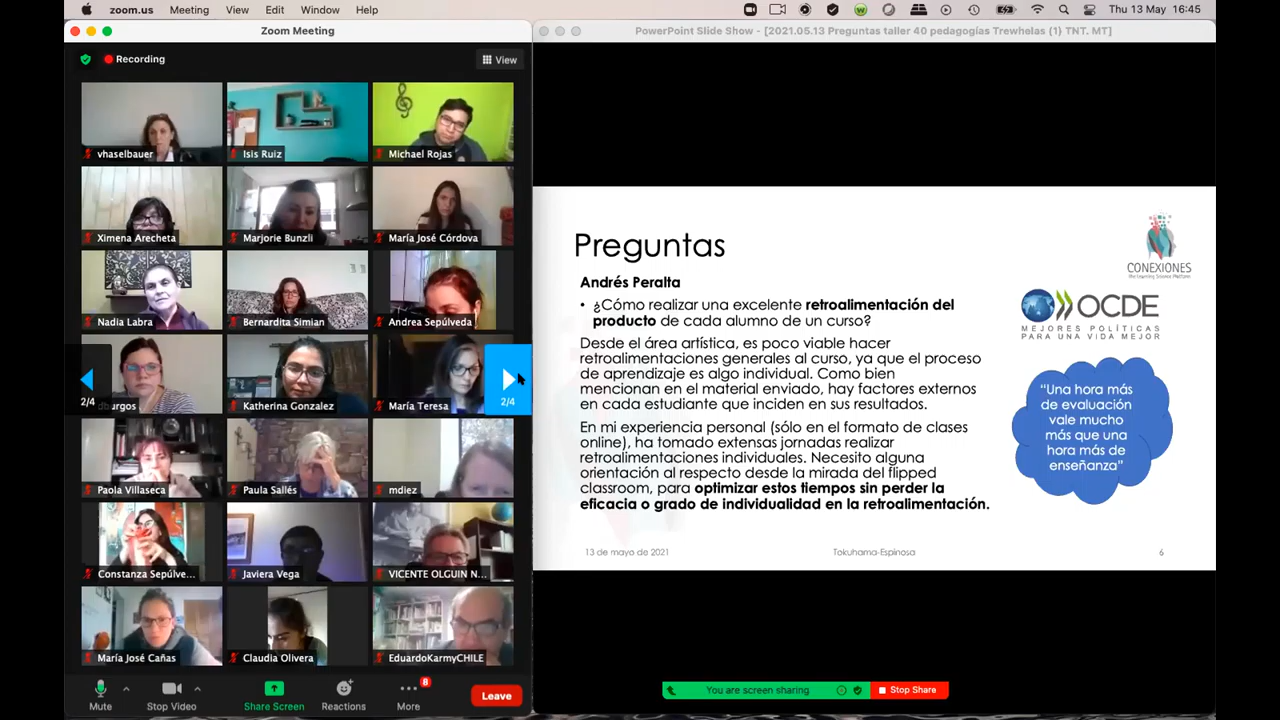 zoom.us Meeting View Edit Window Help
Thu 13 May 16:45
Zoom Meeting
Recording
View
vhaselbauer
Isis Ruiz
Michael Rojas
Ximena Arecheta
Marjorie Bunzli
María José Córdova
Nadia Labra
Bernardita Simian
Andrea Sepúlveda
2/4
dburgos
Katherina Gonzalez
María Teresa
2/4
Paola Villaseca
Paula Sallés
mdiez
Constanza Sepúlve...
Javiera Vega
VICENTE OLGUIN N...
María José Cañas
Claudia Olivera
EduardoKarmyCHILE
Mute
Stop Video
Share Screen
Reactions
8
More
Leave
PowerPoint Slide Show - [2021.05.13 Preguntas taller 40 pedagogías Trewhelas (1) TNT. MT]
Preguntas
CONEXIONES
the Learning Science Platform
Andrés Peralta
• ¿Cómo realizar una excelente retroalimentación del
producto de cada alumno de un curso?
Desde el área artística, es poco viable hacer
retroalimentaciones generales al curso, ya que el proceso
de aprendizaje es algo individual. Como bien
mencionan en el material enviado, hay factores externos
en cada estudiante que inciden en sus resultados.
En mi experiencia personal (sólo en el formato de clases
online), ha tomado extensas jornadas realizar
retroalimentaciones individuales. Necesito alguna
orientación al respecto desde la mirada del flipped
classroom, para optimizar estos tiempos sin perder la
eficacia o grado de individualidad en la retroalimentación.
OCDE
MEJORES POLÍTICAS
PARA UNA VIDA MEJOR
“Una hora más
de evaluación
vale mucho
más que una
hora más de
enseñanza”
13 de mayo de 2021
Tokuhama-Espinosa
6
You are screen sharing
Stop Share